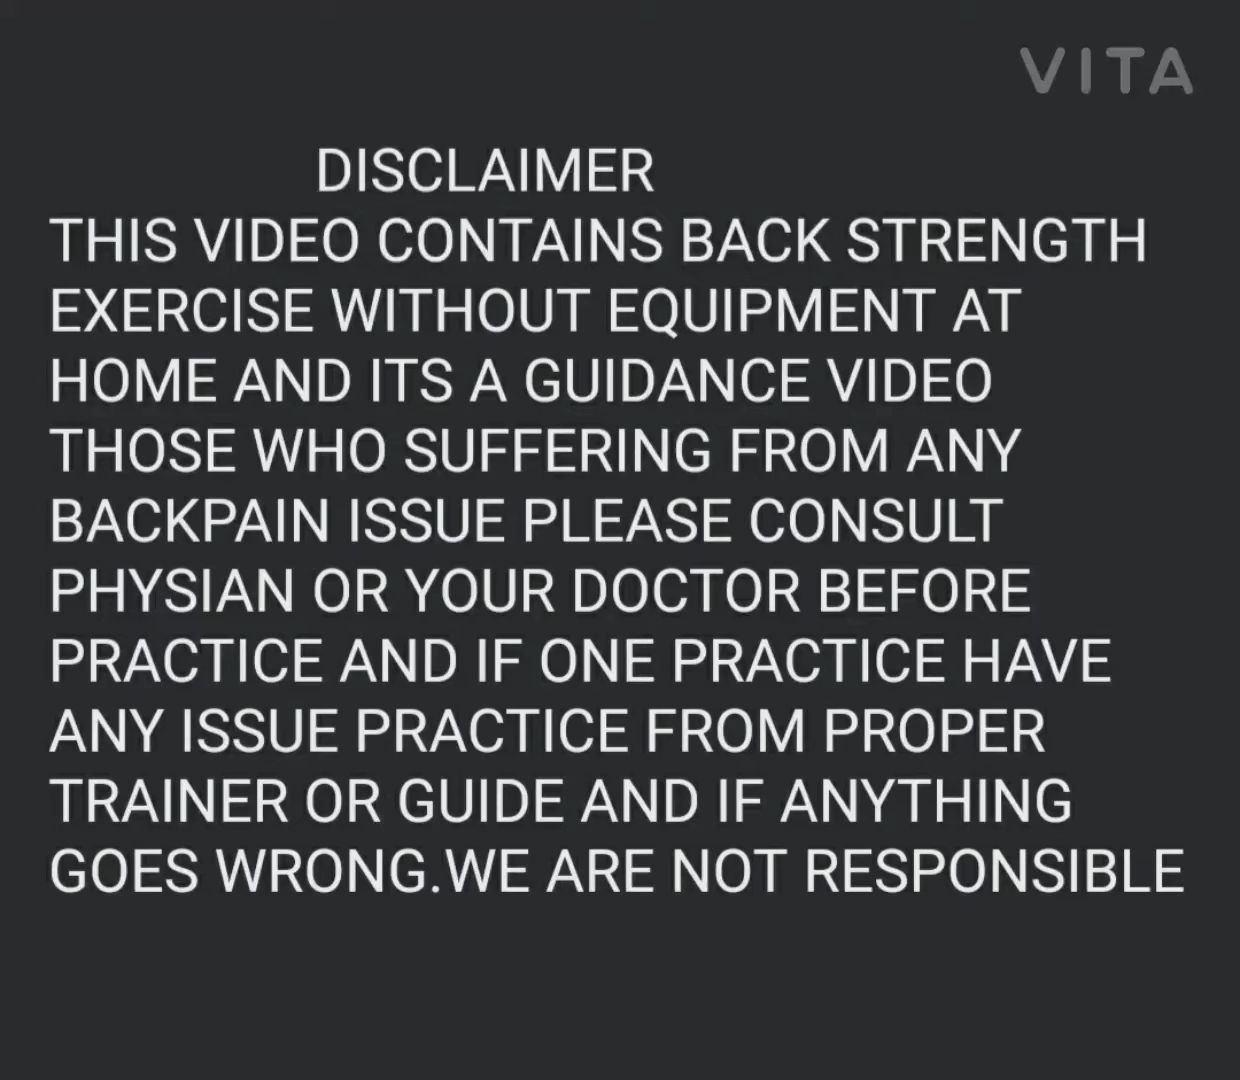 VITA
DISCLAIMER
THIS VIDEO CONTAINS BACK STRENGTH
EXERCISE WITHOUT EQUIPMENT AT
HOME AND ITS A GUIDANCE VIDEO
THOSE WHO SUFFERING FROM ANY
BACKPAIN ISSUE PLEASE CONSULT
PHYSIAN OR YOUR DOCTOR BEFORE
PRACTICE AND IF ONE PRACTICE HAVE
ANY ISSUE PRACTICE FROM PROPER
TRAINER OR GUIDE AND IF ANYTHING
GOES WRONG.WE ARE NOT RESPONSIBLE